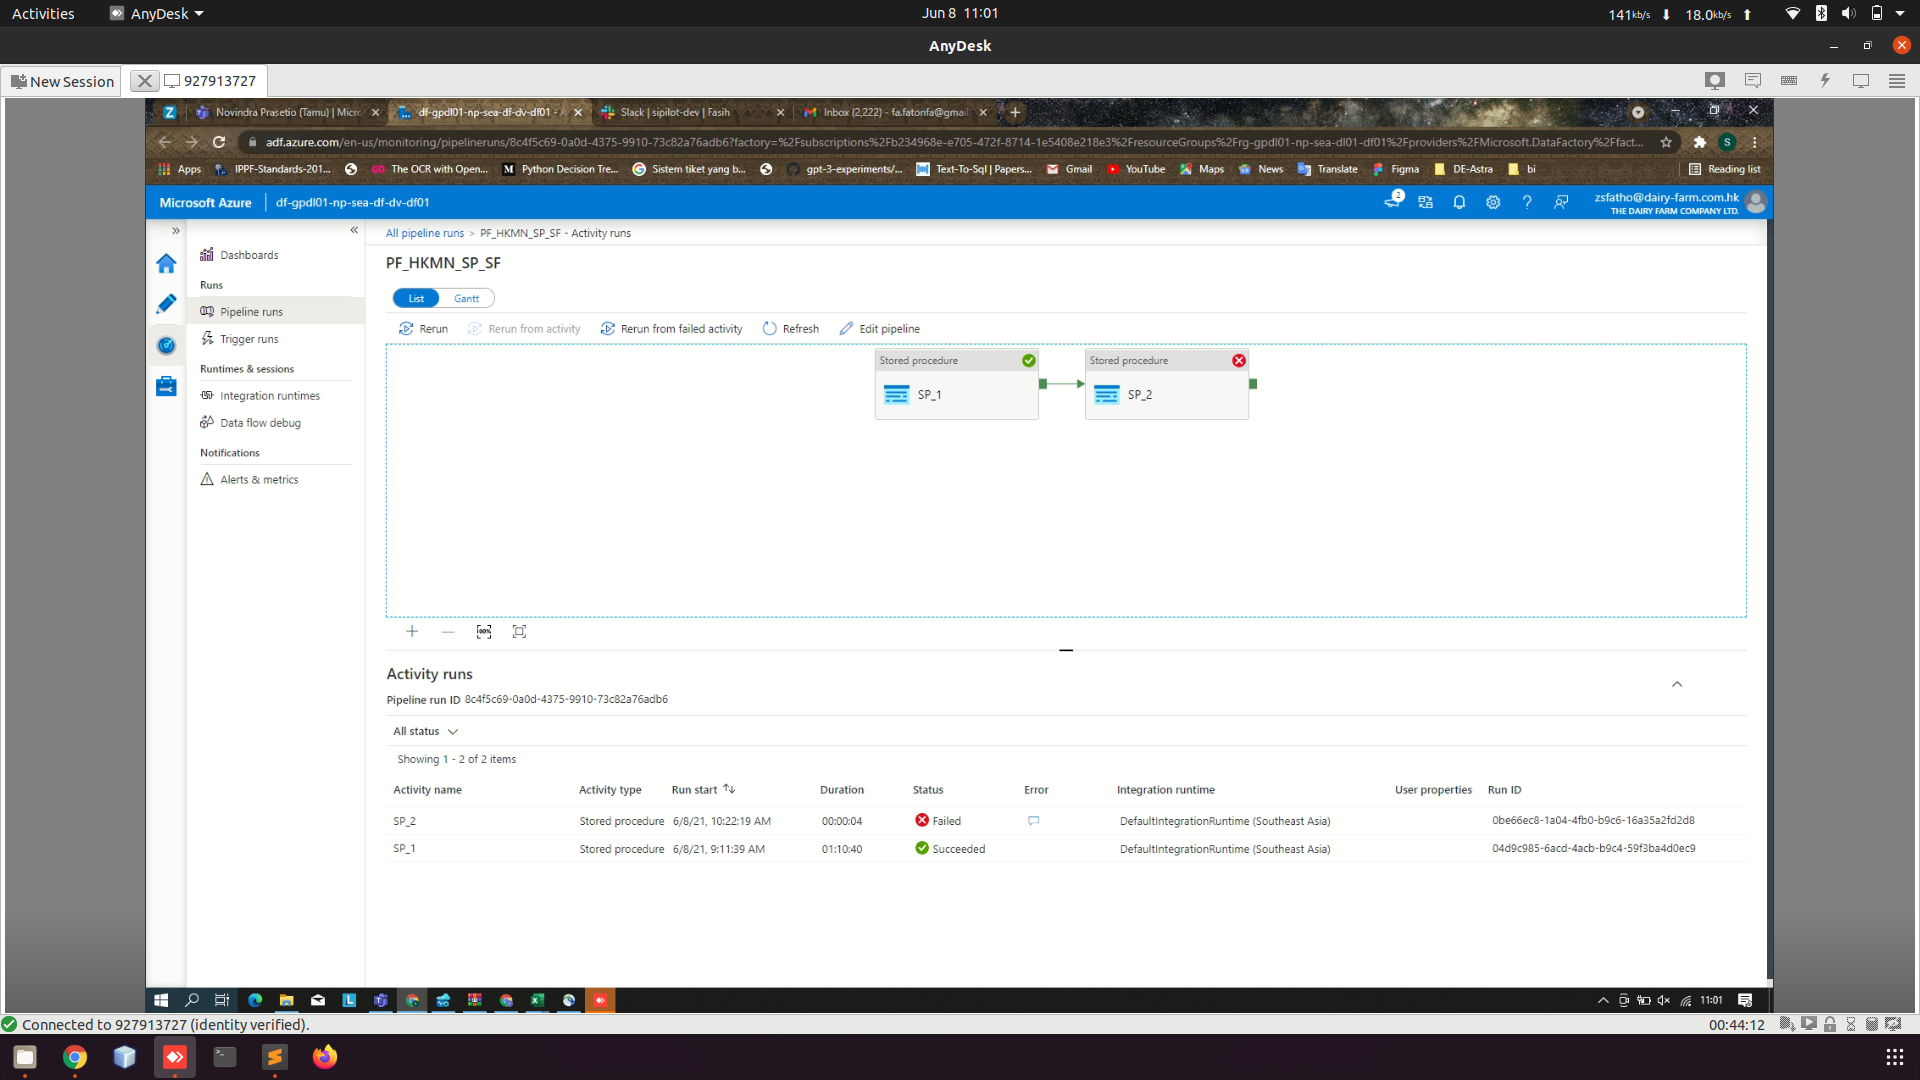 Activities
AnyDesk
Jun 8 11:01
141kb/s
18.0kb/s
AnyDesk
New Session
927913727
Novindra Prasetio (Tamu) | Micro
df-gpdl01-np-sea-df-dv-df01 - A
Slack | sipilot-dev | Fasih
Inbox (2,222) - fa.fatonfa@gmail.
adf.azure.com/en-us/monitoring/pipelineruns/8c4f5c69-0a0d-4375-9910-73c82a76adb6?factory=%2Fsubscriptions%2Fb234968e-e705-472f-8714-1e5408e218e3%2FresourceGroups%2Frg-gpdl01-np-sea-dl01-df01%2Fproviders%2FMicrosoft.DataFactory%2Ffact...
Apps
IPPF-Standards-201...
The OCR with Open...
Python Decision Tre...
Sistem tiket yang b...
gpt-3-experiments/...
Text-To-Sql | Papers...
Gmail
YouTube
Maps
News
Translate
Figma
DE-Astra
bi
Reading list
Microsoft Azure
df-gpdl01-np-sea-df-dv-df01
2
zsfatho@dairy-farm.com.hk
THE DAIRY FARM COMPANY LTD.
All pipeline runs > PF_HKMN_SP_SF - Activity runs
Dashboards
Runs
Pipeline runs
Trigger runs
Runtimes & sessions
Integration runtimes
Data flow debug
Notifications
Alerts & metrics
PF_HKMN_SP_SF
List
Gantt
Rerun
Rerun from activity
Rerun from failed activity
Refresh
Edit pipeline
Stored procedure
SP_1
Stored procedure
SP_2
Activity runs
Pipeline run ID 8c4f5c69-0a0d-4375-9910-73c82a76adb6
All status
Showing 1 - 2 of 2 items
Activity name Activity type Run start Duration Status Error Integration runtime User properties Run ID
SP_2 Stored procedure 6/8/21, 10:22:19 AM 00:00:04 Failed DefaultIntegrationRuntime (Southeast Asia) 0be66ec8-1a04-4fb0-b9c6-16a35a2fd2d8
SP_1 Stored procedure 6/8/21, 9:11:39 AM 01:10:40 Succeeded DefaultIntegrationRuntime (Southeast Asia) 04d9c985-6acd-4acb-b9c4-59f3ba4d0ec9
11:01
Connected to 927913727 (identity verified).
00:44:12